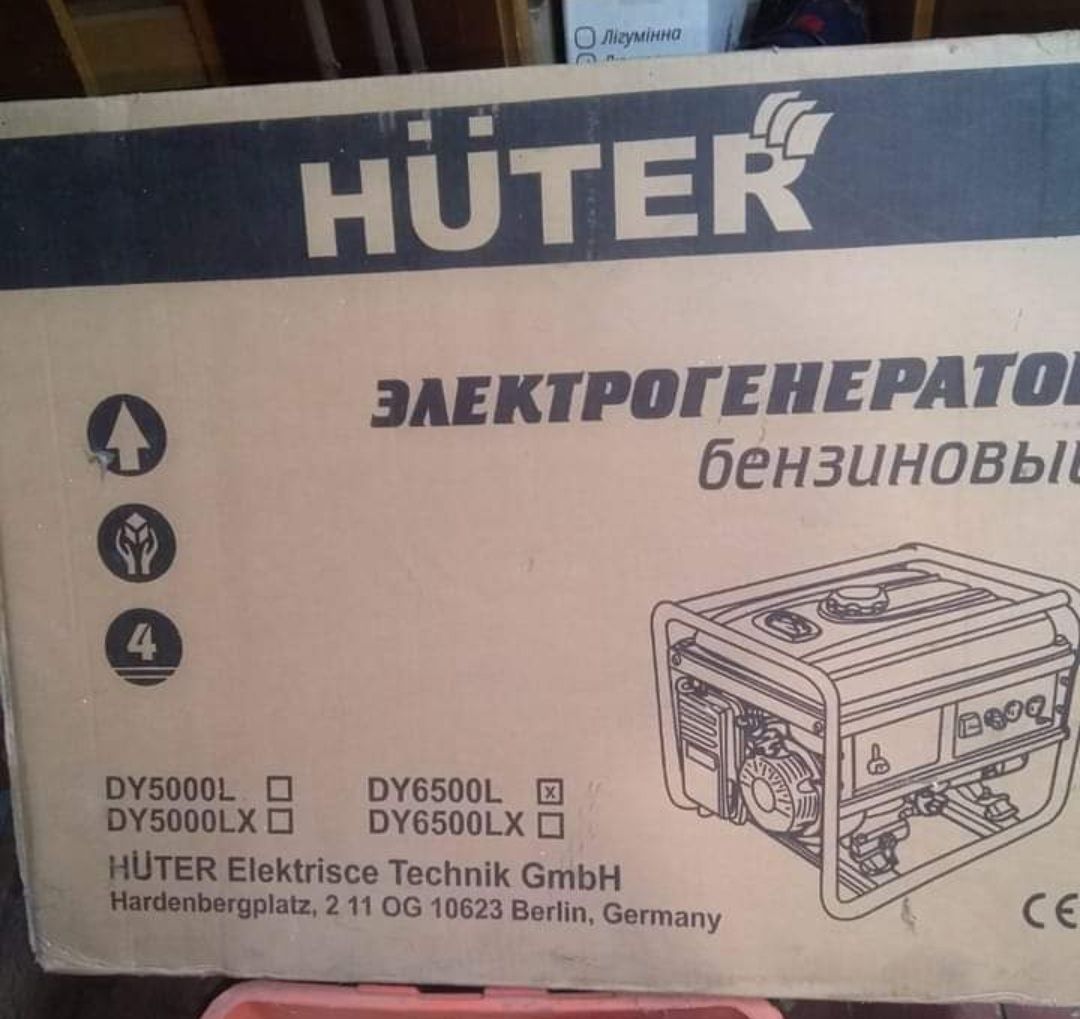 Лігумінна
HÜTER
ЭЛЕКТРОГЕНЕРАТО
бензиновы
4
DY5000L DY6500L x
DY5000LX DY6500LX
HÜTER Elektrisce Technik GmbH
Hardenbergplatz, 2 11 OG 10623 Berlin, Germany
CE